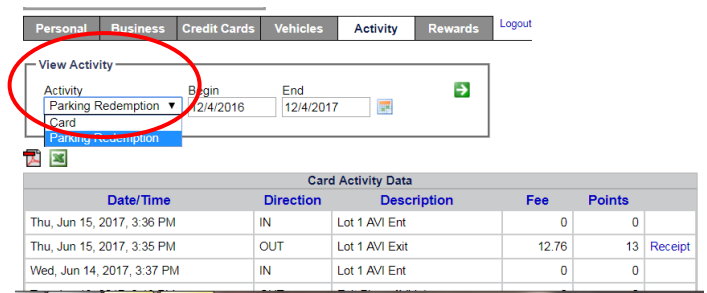 Personal Business Credit Cards Vehicles Activity Rewards Logout
View Activity
Activity Begin End
Parking Redemption 12/4/2016 12/4/2017
Card
Parking Redemption
Card Activity Data
Date/Time Direction Description Fee Points
Thu, Jun 15, 2017, 3:36 PM IN Lot 1 AVI Ent 0 0
Thu, Jun 15, 2017, 3:35 PM OUT Lot 1 AVI Exit 12.76 13 Receipt
Wed, Jun 14, 2017, 3:37 PM IN Lot 1 AVI Ent 0 0